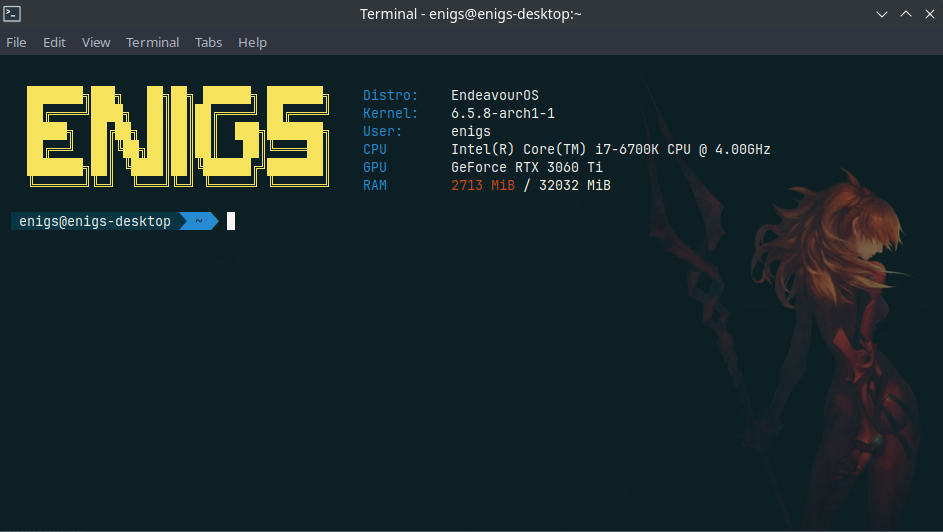 Terminal - enigs@enigs-desktop:~
File Edit View Terminal Tabs Help
ENIGS
Distro: EndeavourOS
Kernel: 6.5.8-arch1-1
User: enigs
CPU Intel(R) Core(TM) i7-6700K CPU @ 4.00GHz
GPU GeForce RTX 3060 Ti
RAM 2713 MiB / 32032 MiB
enigs@enigs-desktop ~